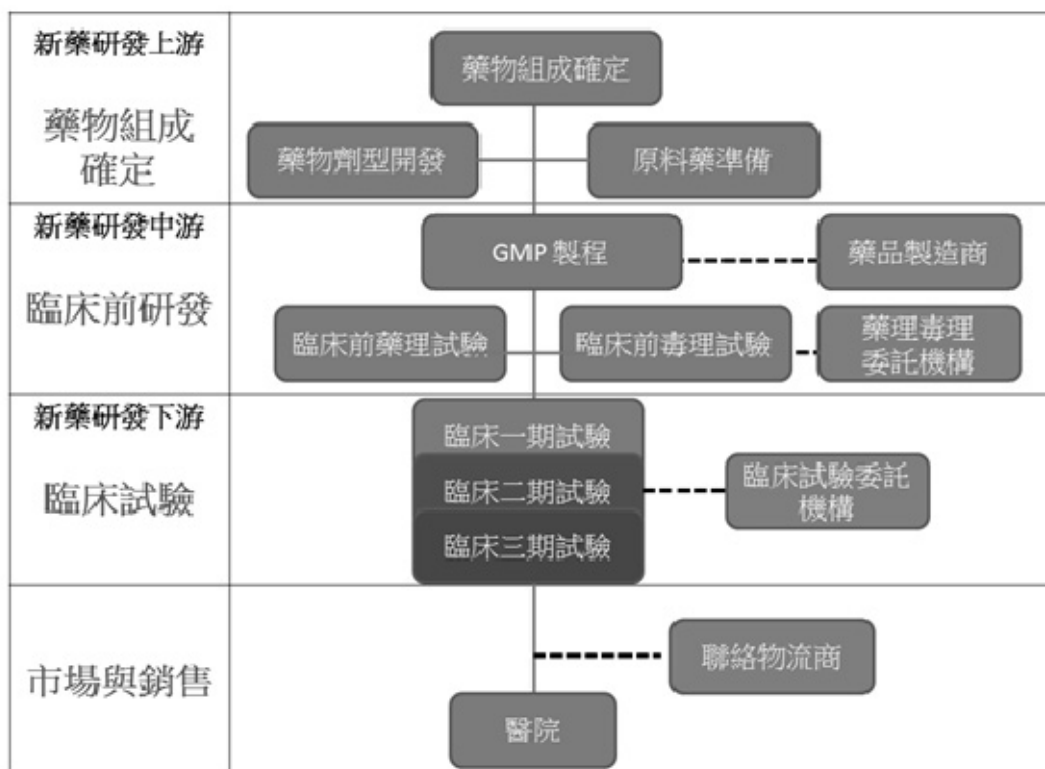 新藥研發上游
藥物組成
確定
藥物組成確定
藥物劑型開發
原料藥準備
新藥研發中游
臨床前研發
GMP 製程
藥品製造商
臨床前藥理試驗
臨床前毒理試驗
藥理毒理
委託機構
新藥研發下游
臨床試驗
臨床一期試驗
臨床二期試驗
臨床三期試驗
臨床試驗委託
機構
市場與銷售
聯絡物流商
醫院